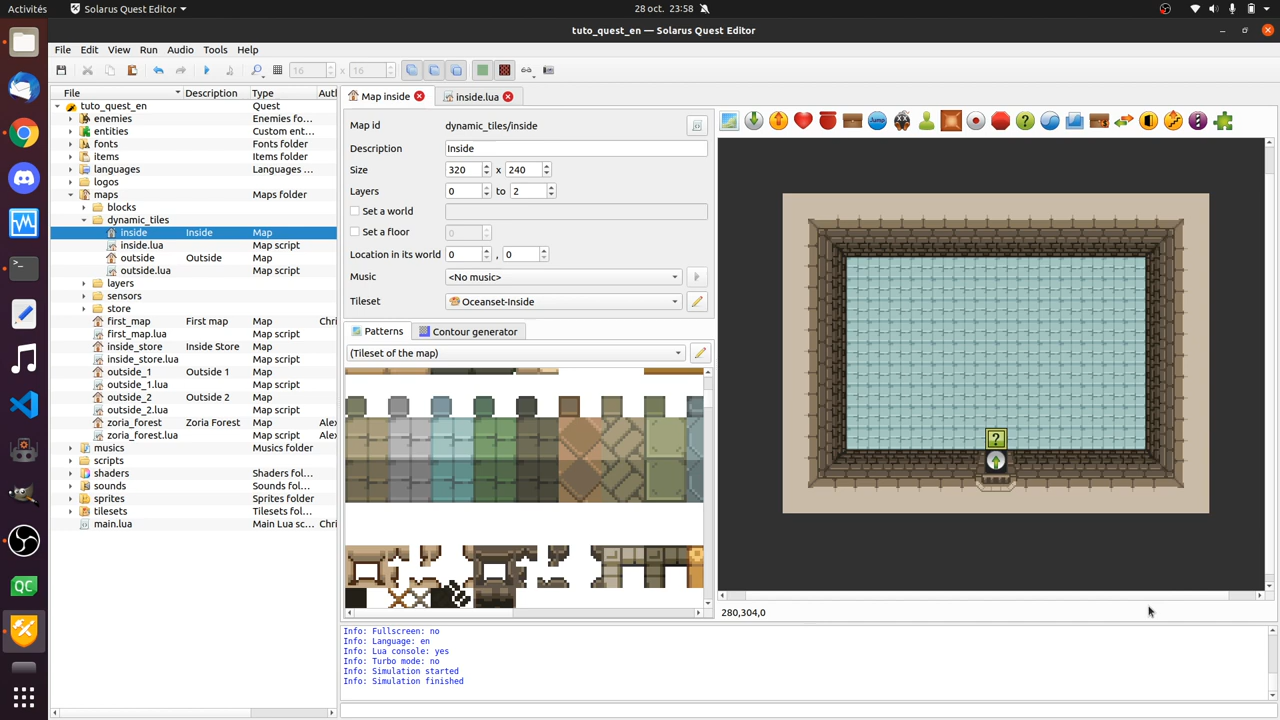 Activités
Solarus Quest Editor
28 oct. 23:58
tuto_quest_en — Solarus Quest Editor
File Edit View Run Audio Tools Help
16 x 16
File Description Type Autl
tuto_quest_en Quest
enemies Enemies fo...
entities Custom ent...
fonts Fonts folder
items Items folder
languages Languages ...
logos
maps Maps folder
blocks
dynamic_tiles
inside Inside Map
inside.lua Map script
outside Outside Map
outside.lua Map script
layers
sensors
store
first_map First map Map Chri
first_map.lua Map script
inside_store Inside Store Map
inside_store.lua Map script
outside_1 Outside 1 Map
outside_1.lua Map script
outside_2 Outside 2 Map
outside_2.lua Map script
zoria_forest Zoria Forest Map Alex
zoria_forest.lua Map script Alex
musics Musics folder
scripts
shaders Shaders fol...
sounds Sounds fol...
sprites Sprites folder
tilesets Tilesets fol...
main.lua Main Lua sc... Chri
Map inside
inside.lua
Map id dynamic_tiles/inside
Description Inside
Size 320 x 240
Layers 0 to 2
Set a world
Set a floor 0
Location in its world 0 , 0
Music <No music>
Tileset Oceanset-Inside
Patterns Contour generator
(Tileset of the map)
Jump
?
280,304,0
Info: Fullscreen: no
Info: Language: en
Info: Lua console: yes
Info: Turbo mode: no
Info: Simulation started
Info: Simulation finished
QC